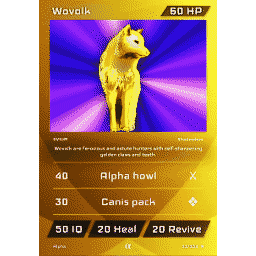 Wovolk 60 HP
Wovolk are ferocious and astute hunters with self-sharpening
golden claws and teeth
40 Alpha howl
30 Canis pack
50 IQ 20 Heal 20 Revive
Alpha